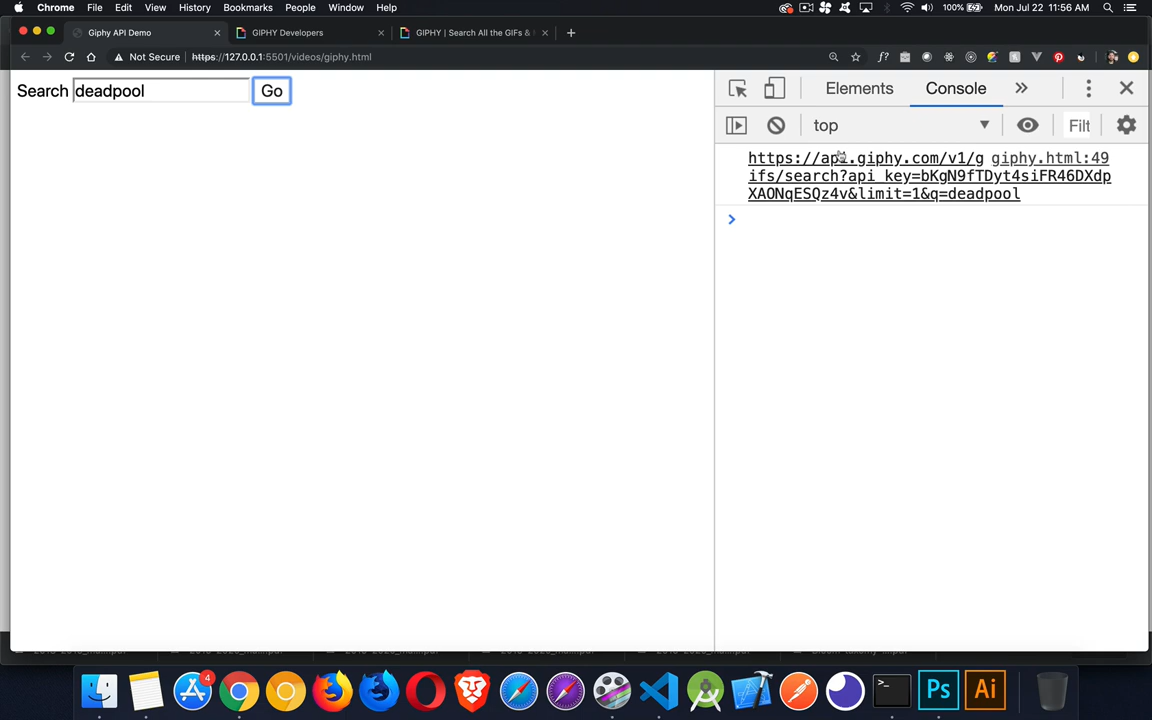 Chrome File Edit View History Bookmarks People Window Help 100% Mon Jul 22 11:56 AM
Giphy API Demo GIPHY Developers GIPHY | Search All the GIFs &
Not Secure https://127.0.0.1:5501/videos/giphy.html
Search deadpool Go
Elements Console
top Filt
https://api.giphy.com/v1/g giphy.html:49
ifs/search?api_key=bKgN9fTDyt4siFR46DXdp
XAONqESQz4v&limit=1&q=deadpool
4
Ps Ai